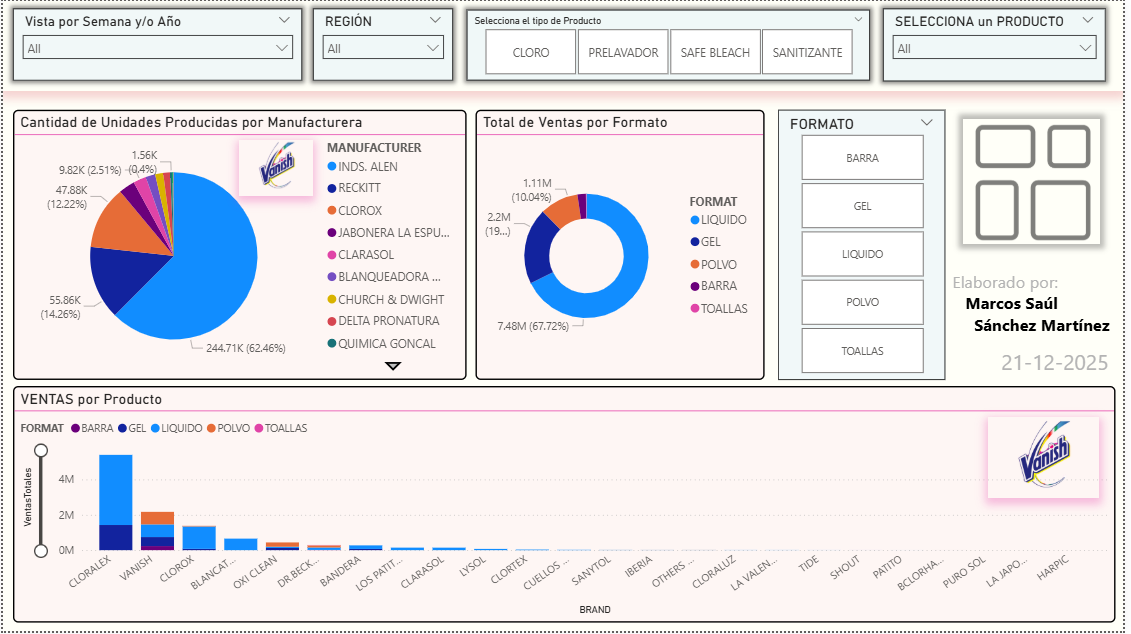 Vista por Semana y/o Año
All
REGIÓN
All
Selecciona el tipo de Producto
CLORO
PRELAVADOR
SAFE BLEACH
SANITIZANTE
SELECCIONA un PRODUCTO
All
Cantidad de Unidades Producidas por Manufacturera
1.56K
(0.4%)
9.82K (2.51%)
47.88K
(12.22%)
55.86K
(14.26%)
244.71K (62.46%)
Vanish
MANUFACTURER
INDS. ALEN
RECKITT
CLOROX
JABONERA LA ESPU...
CLARASOL
BLANQUEADORA ...
CHURCH & DWIGHT
DELTA PRONATURA
QUIMICA GONCAL
Total de Ventas por Formato
1.11M
(10.04%)
2.2M
(19...)
7.48M (67.72%)
FORMAT
LIQUIDO
GEL
POLVO
BARRA
TOALLAS
FORMATO
BARRA
GEL
LIQUIDO
POLVO
TOALLAS
Elaborado por:
Marcos Saúl
Sánchez Martínez
21-12-2025
VENTAS por Producto
FORMAT BARRA GEL LIQUIDO POLVO TOALLAS
Vanish
VentasTotales
4M
2M
0M
CLORALEX
VANISH
CLOROX
BLANCAT...
OXI CLEAN
DR.BECK...
BANDERA
LOS PATIT...
CLARASOL
LYSOL
CLORTEX
CUELLOS ...
SANYTOL
IBERIA
OTHERS ...
CLORALUZ
LA VALEN...
TIDE
SHOUT
PATITO
BCLORHA...
PURO SOL
LA JAPO...
HARPIC
BRAND